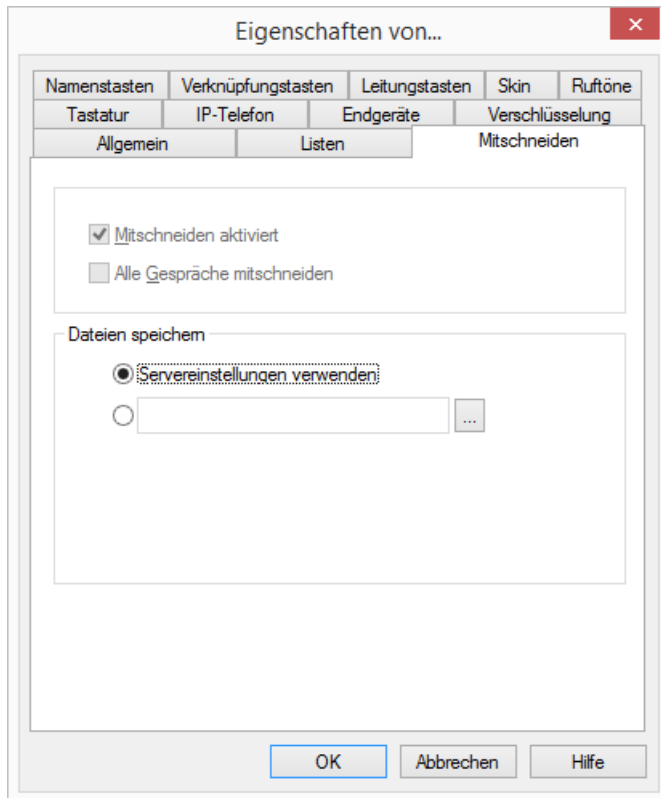 Eigenschaften von...
Namenstasten Verknüpfungstasten Leitungstasten Skin Ruftöne
Tastatur IP-Telefon Endgeräte Verschlüsselung
Allgemein Listen Mitschneiden
Mitschneiden aktiviert
Alle Gespräche mitschneiden
Dateien speichern
Servereinstellungen verwenden
...
OK Abbrechen Hilfe